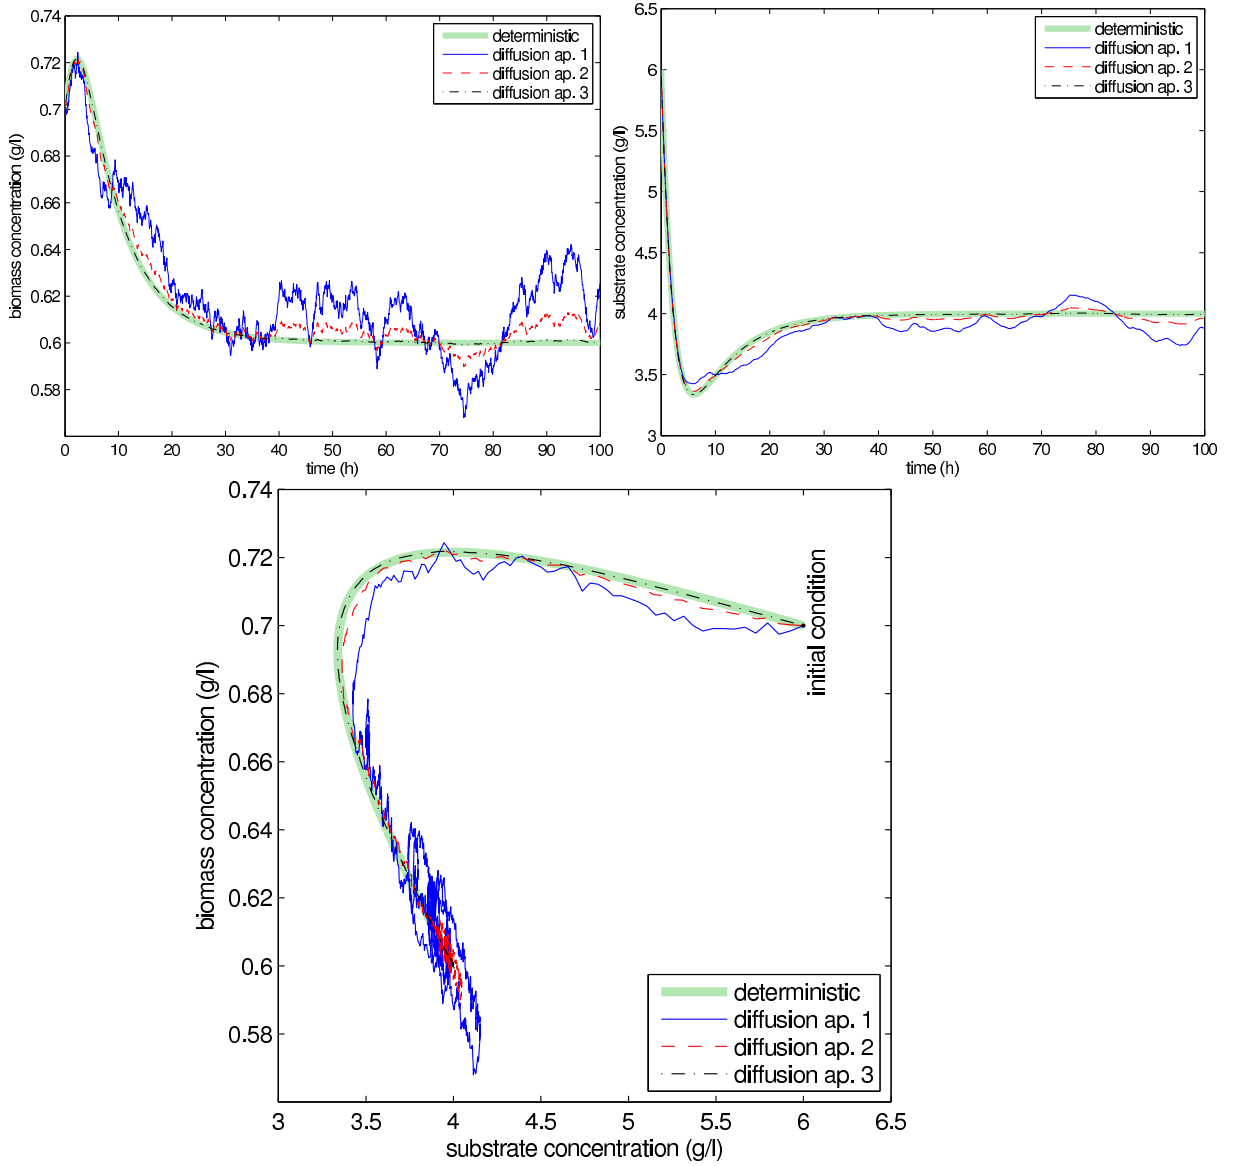 0.74
0.72
0.7
0.68
0.66
0.64
0.62
0.6
0.58
biomass concentration (g/l)
0 10 20 30 40 50 60 70 80 90 100
time (h)
deterministic
diffusion ap. 1
diffusion ap. 2
diffusion ap. 3
6.5
6
5.5
5
4.5
4
3.5
3
substrate concentration (g/l)
0 10 20 30 40 50 60 70 80 90 100
time (h)
deterministic
diffusion ap. 1
diffusion ap. 2
diffusion ap. 3
0.74
0.72
0.7
0.68
0.66
0.64
0.62
0.6
0.58
biomass concentration (g/l)
initial condition
deterministic
diffusion ap. 1
diffusion ap. 2
diffusion ap. 3
3 3.5 4 4.5 5 5.5 6 6.5
substrate concentration (g/l)